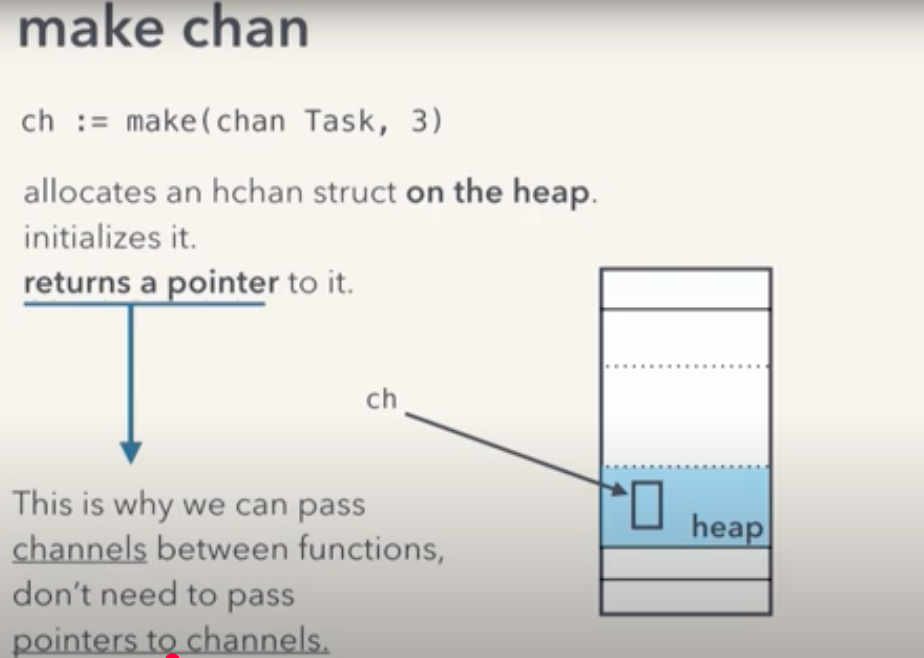 make chan
ch := make(chan Task, 3)
allocates an hchan struct on the heap.
initializes it.
returns a pointer to it.
ch
heap
This is why we can pass
channels between functions,
don't need to pass
pointers to channels.